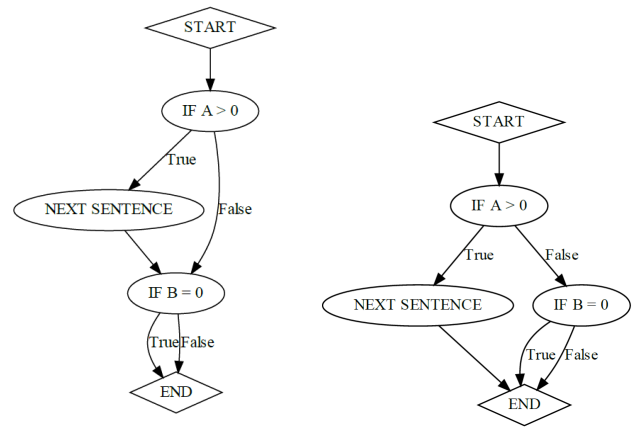 START
IF A > 0
True
NEXT SENTENCE
False
IF B = 0
True
False
END
START
IF A > 0
True
False
NEXT SENTENCE
IF B = 0
True
False
END